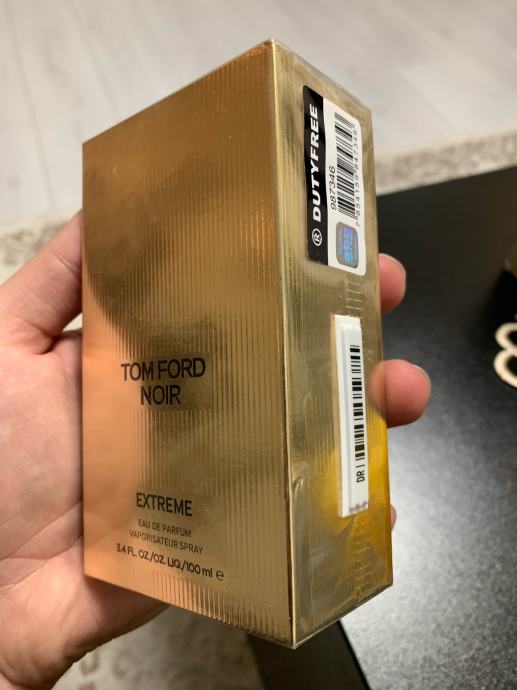 TOM FORD
NOIR
EXTREME
EAU DE PARFUM
VAPORISATEUR SPRAY
3.4 FL. OZ./OZ. LIQ./100 ml ℮
® DUTYFREE
987346
DR